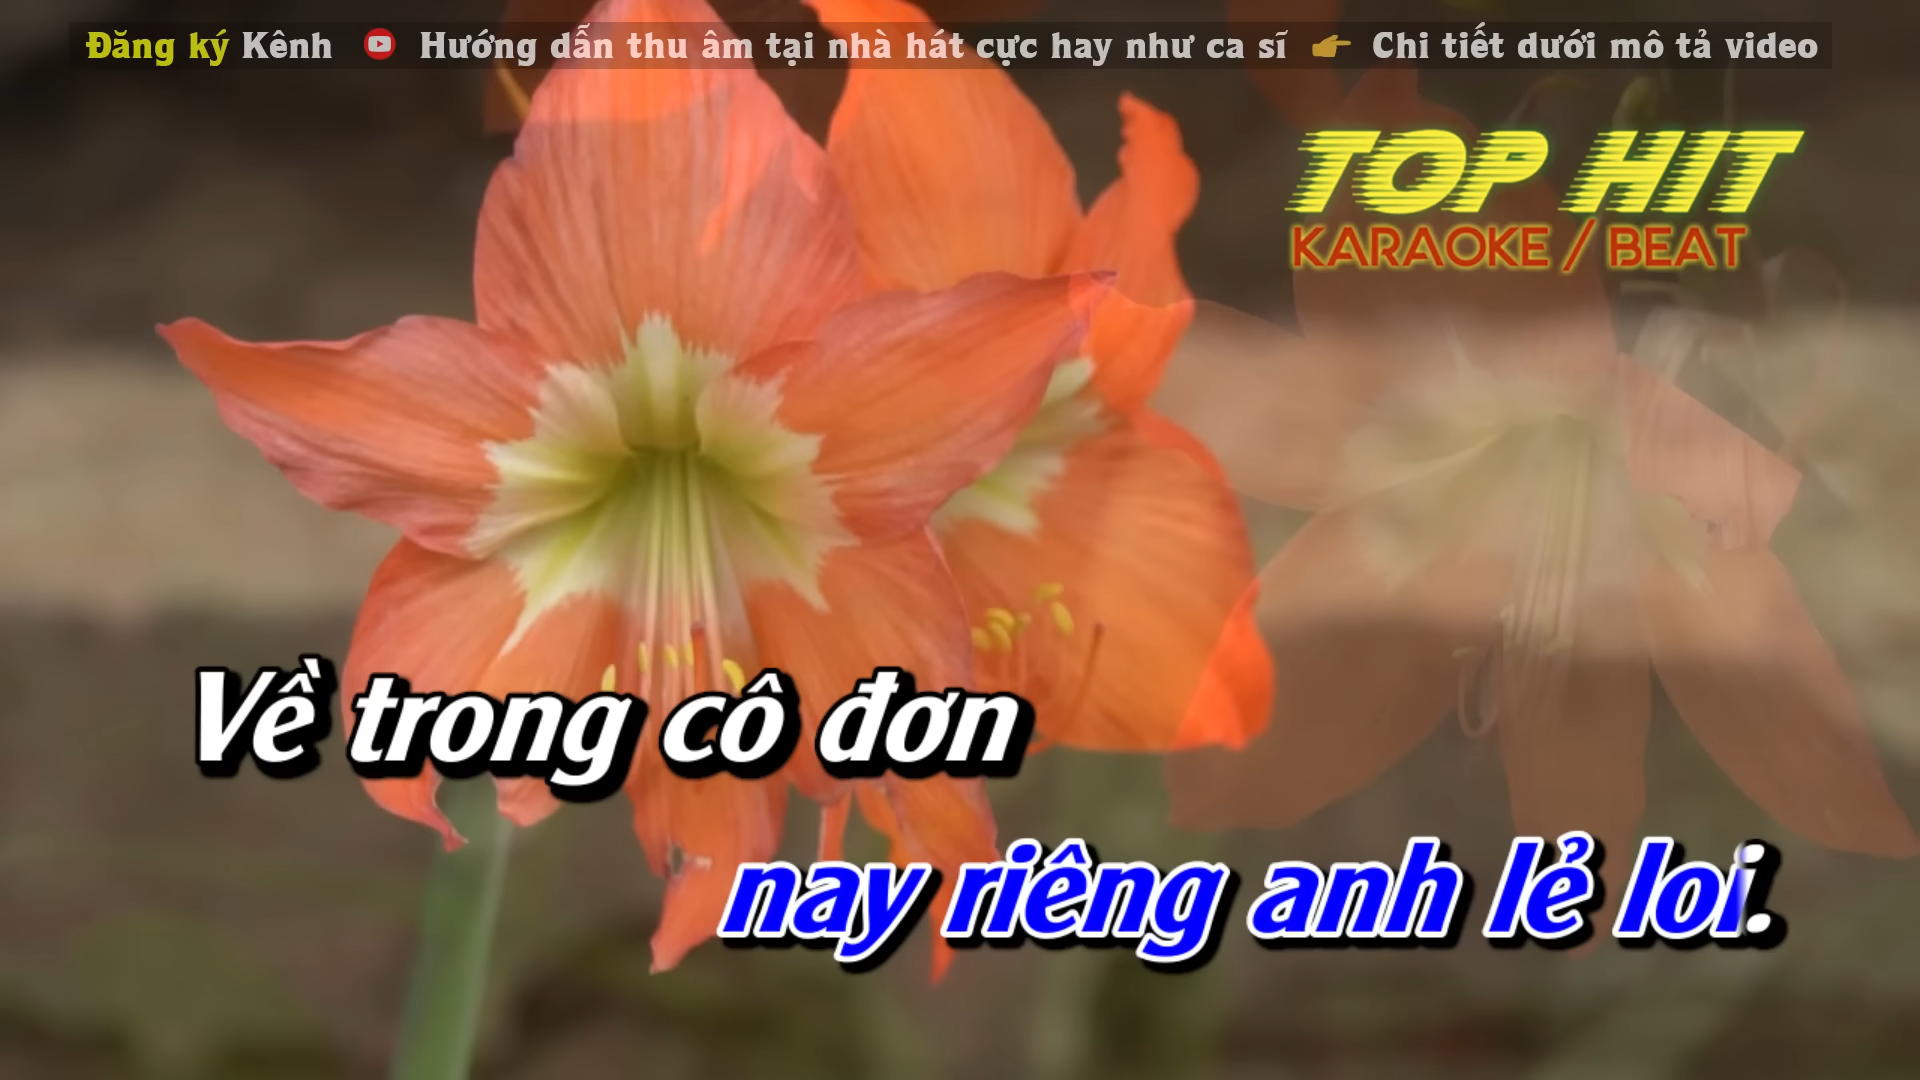 Đăng ký Kênh Hướng dẫn thu âm tại nhà hát cực hay như ca sĩ Chi tiết dưới mô tả video
TOP HIT
KARAOKE / BEAT
Về trong cô đơn
nay riêng anh lẻ loi.